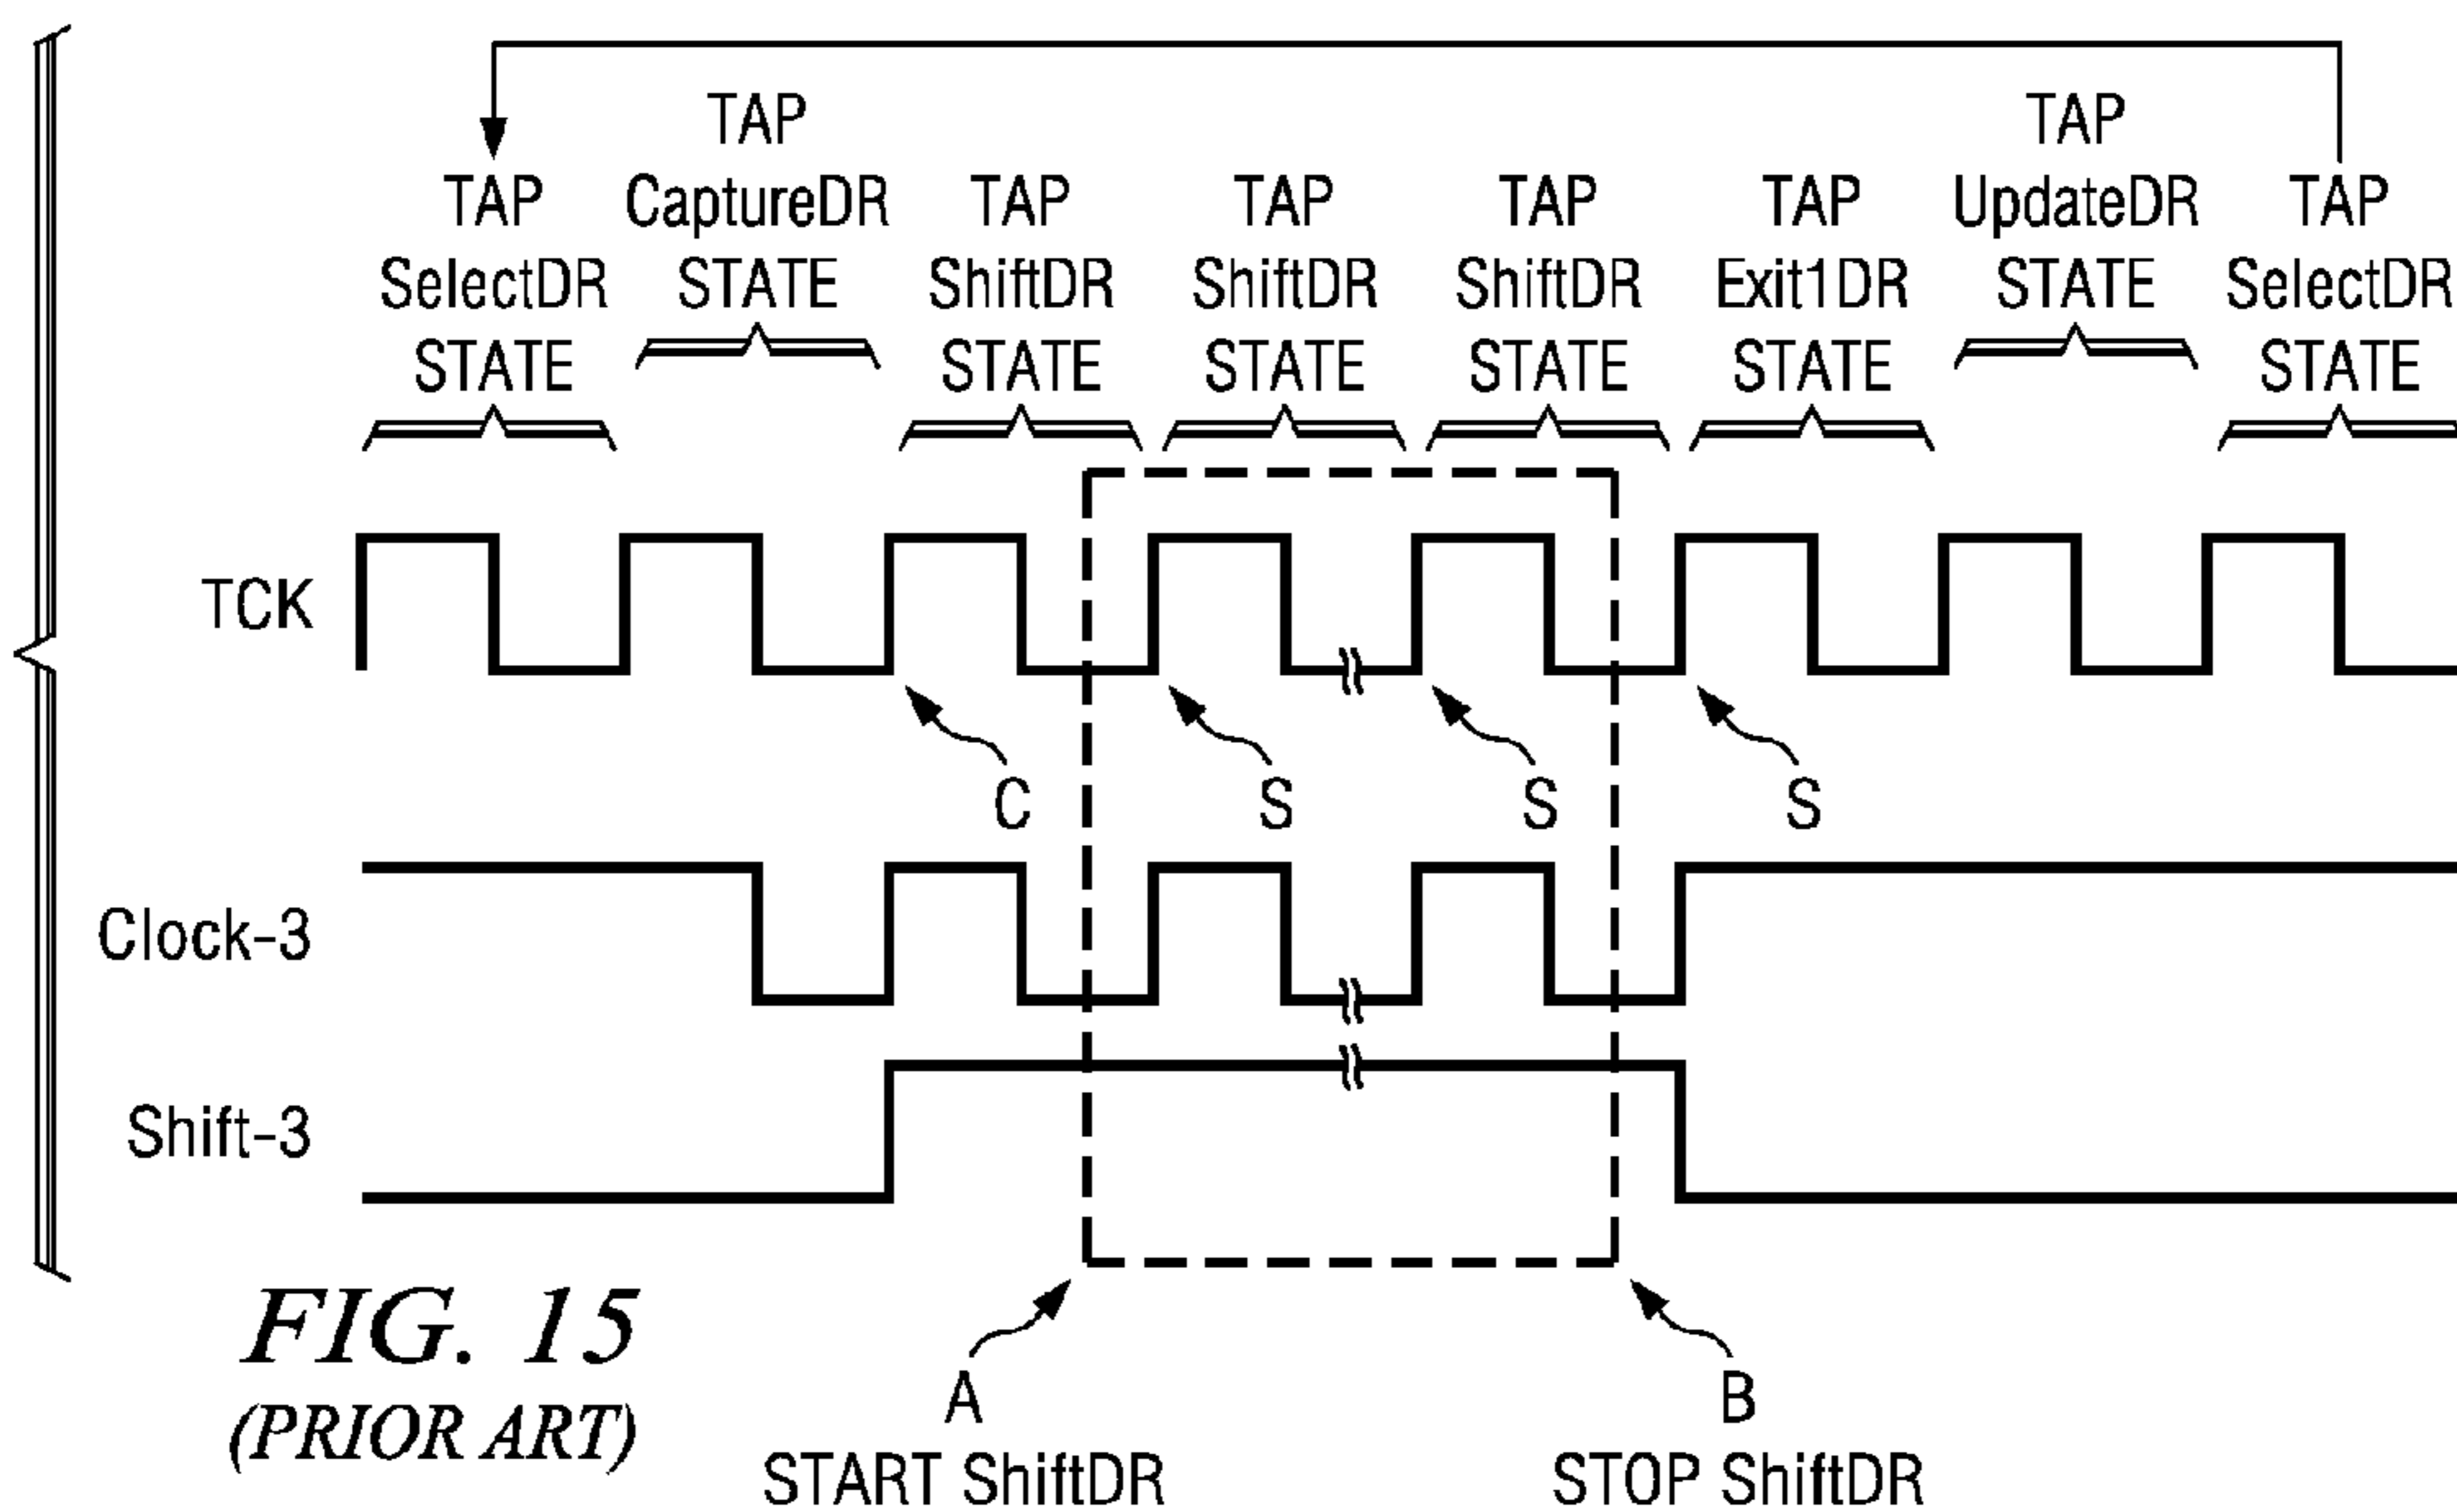 TAP
SelectDR
STATE
TAP
CaptureDR
STATE
TAP
ShiftDR
STATE
TAP
ShiftDR
STATE
TAP
ShiftDR
STATE
TAP
Exit1DR
STATE
TAP
UpdateDR
STATE
TAP
SelectDR
STATE
TCK
C
S
S
S
Clock-3
Shift-3
A
START ShiftDR
B
STOP ShiftDR
FIG. 15
(PRIOR ART)